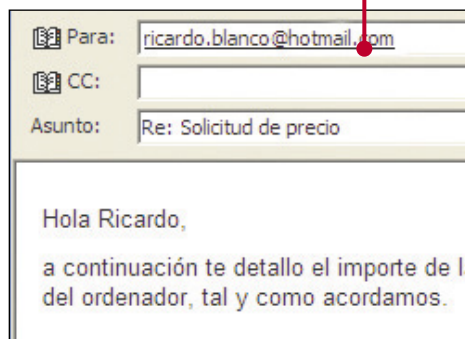 Para: ricardo.blanco@hotmail.com
CC:
Asunto: Re: Solicitud de precio
Hola Ricardo,
a continuación te detallo el importe de
del ordenador, tal y como acordamos.